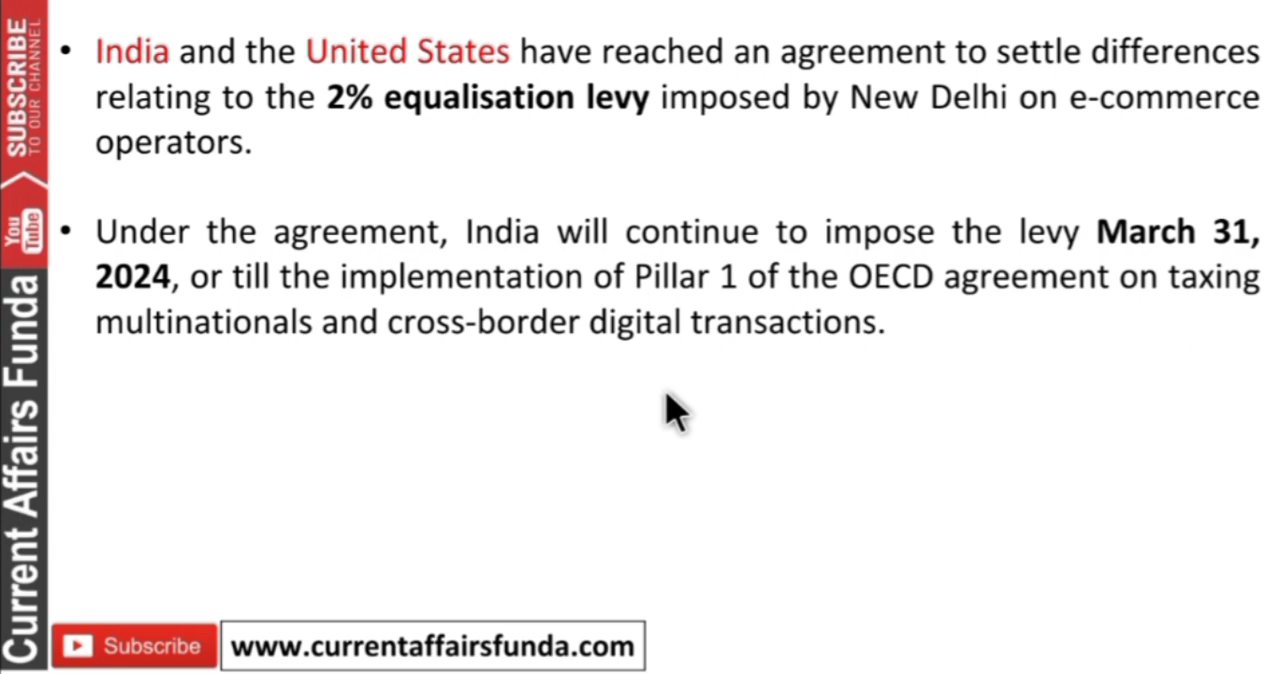 • India and the United States have reached an agreement to settle differences
relating to the 2% equalisation levy imposed by New Delhi on e-commerce
operators.
• Under the agreement, India will continue to impose the levy March 31,
2024, or till the implementation of Pillar 1 of the OECD agreement on taxing
multinationals and cross-border digital transactions.
SUBSCRIBE
TO OUR CHANNEL
You
Tube
Current Affairs Funda
Subscribe
www.currentaffairsfunda.com